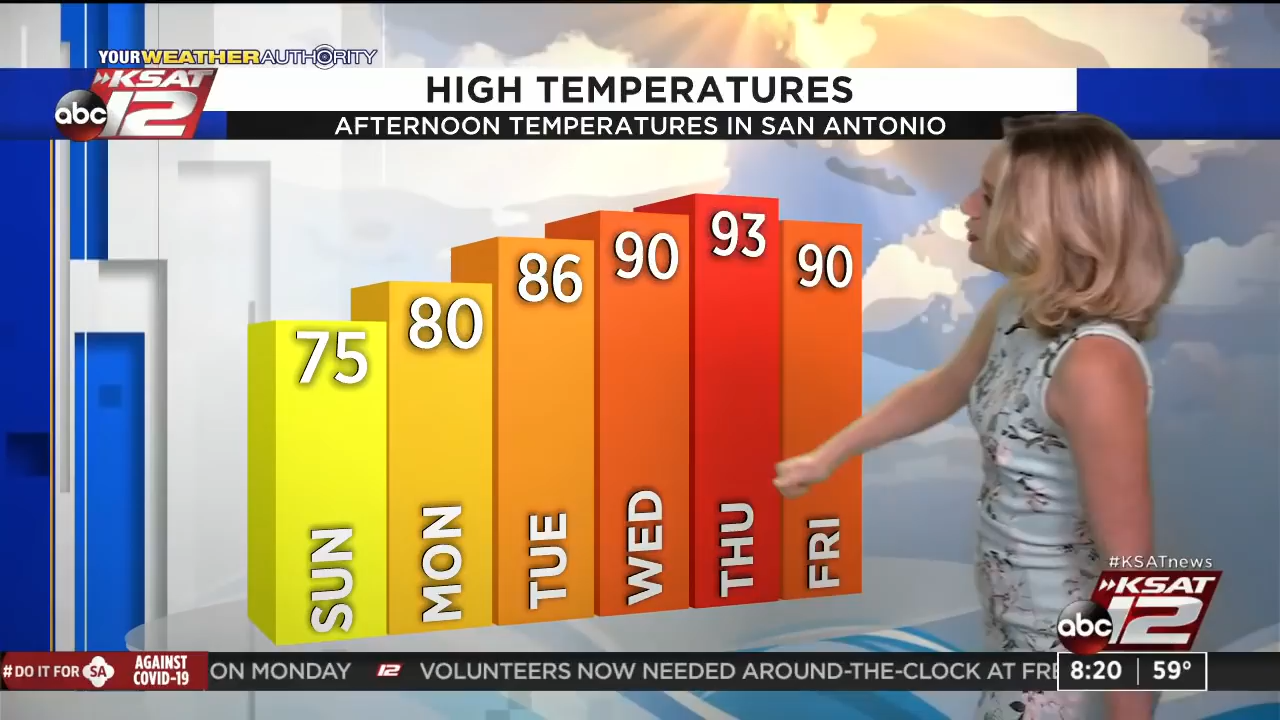 YOURWEATHERAUTHORITY
KSAT
abc 12
HIGH TEMPERATURES
AFTERNOON TEMPERATURES IN SAN ANTONIO
75 80 86 90 93 90
SUN MON TUE WED THU FRI
#KSATnews
KSAT
abc 12
#DO IT FOR SA AGAINST COVID-19 ON MONDAY 12 VOLUNTEERS NOW NEEDED AROUND-THE-CLOCK AT FRE 8:20 59°